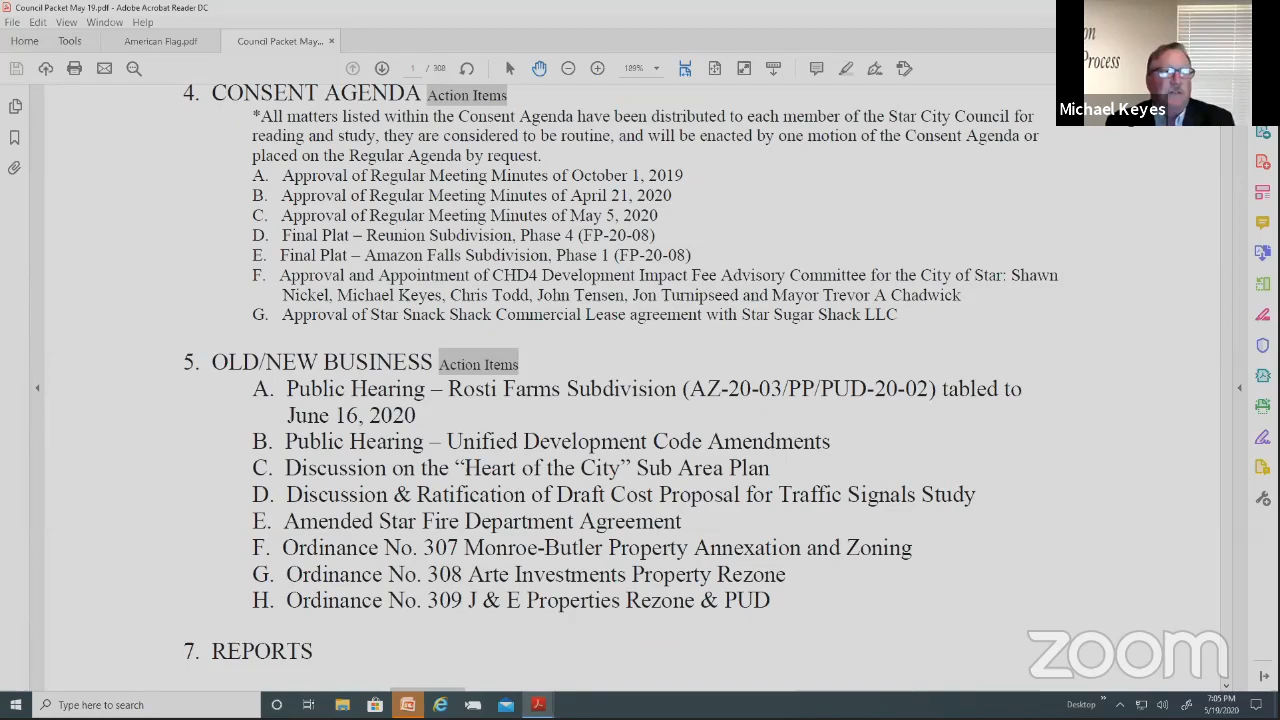 Council Packet May 19.pdf - Adobe Acrobat Reader DC
File Edit View Window Help
Home Tools American Flag.pdf Council Packet May... ×
1 / 308 189%
on
Process
Michael Keyes
4. CONSENT AGENDA Action Items
*All matters listed within the Consent Agenda have been distributed to each member of the Star City Council for
reading and study, they are considered to be routine, and will be enacted by one motion of the Consent Agenda or
placed on the Regular Agenda by request.
A. Approval of Regular Meeting Minutes of October 1, 2019
B. Approval of Regular Meeting Minutes of April 21, 2020
C. Approval of Regular Meeting Minutes of May 5, 2020
D. Final Plat – Reunion Subdivision, Phase 4 (FP-20-08)
E. Final Plat – Amazon Falls Subdivision, Phase 1 (FP-20-08)
F. Approval and Appointment of CHD4 Development Impact Fee Advisory Committee for the City of Star: Shawn
Nickel, Michael Keyes, Chris Todd, John Tensen, Jon Turnipseed and Mayor Trevor A Chadwick
G. Approval of Star Snack Shack Commercial Lease agreement with Star Sugar Shack LLC
5. OLD/NEW BUSINESS Action Items
A. Public Hearing – Rosti Farms Subdivision (AZ-20-03/PP/PUD-20-02) tabled to
June 16, 2020
B. Public Hearing – Unified Development Code Amendments
C. Discussion on the “Heart of the City” Sub Area Plan
D. Discussion & Ratification of Draft Cost Proposal for Traffic Signals Study
E. Amended Star Fire Department Agreement
F. Ordinance No. 307 Monroe-Butler Property Annexation and Zoning
G. Ordinance No. 308 Arte Investments Property Rezone
H. Ordinance No. 309 J & E Properties Rezone & PUD
7. REPORTS
zoom
Type here to search
Desktop
7:05 PM
5/19/2020